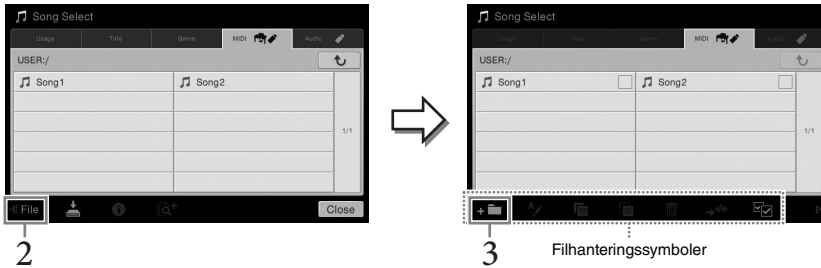 Song Select
Usage Title Genre MIDI Audio
USER:/
Song1 Song2
1/1
File Close
2
Song Select
Usage Title Genre MIDI Audio
USER:/
Song1 Song2
1/1
3
Filhanteringssymboler